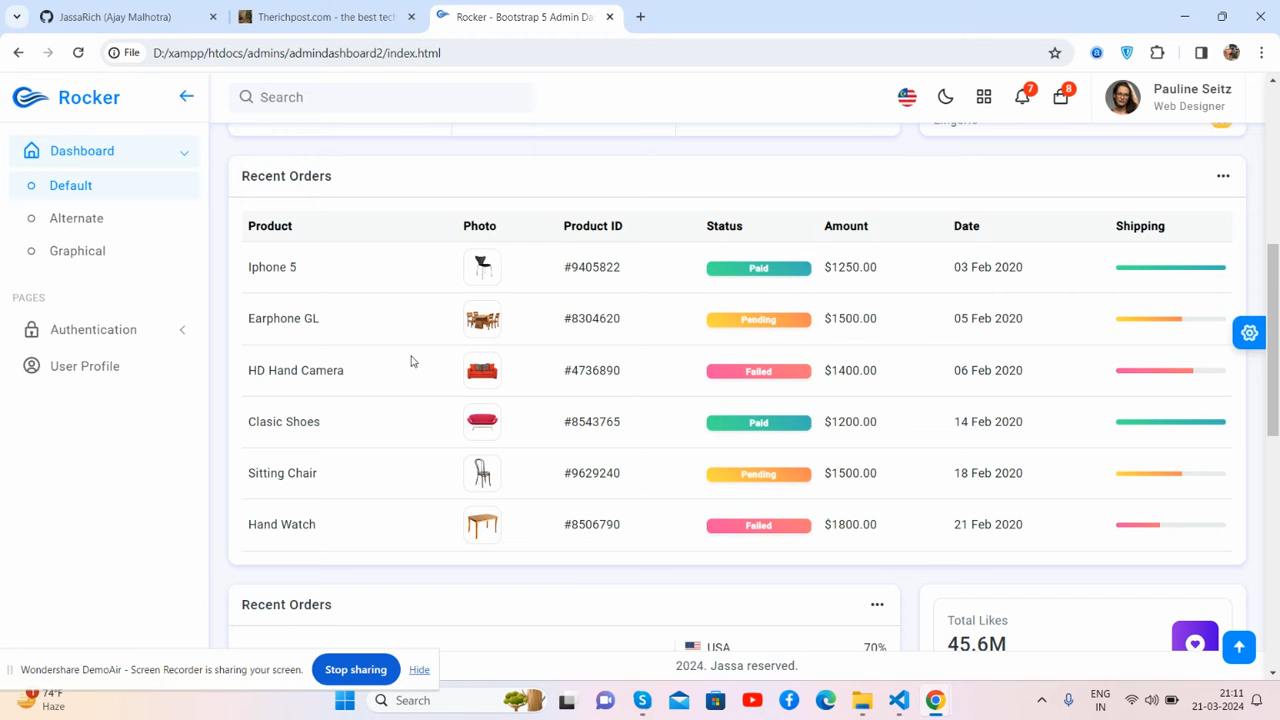 JassaRich (Ajay Malhotra)
Therichpost.com - the best tec
Rocker - Bootstrap 5 Admin Da
File
D:/xampp/htdocs/admins/admindashboard2/index.html
Rocker
Search
7
8
Pauline Seitz
Web Designer
Dashboard
Default
Alternate
Graphical
PAGES
Authentication
User Profile
Lingerie
Recent Orders
Product Photo Product ID Status Amount Date Shipping
Iphone 5 #9405822 Paid $1250.00 03 Feb 2020
Earphone GL #8304620 Pending $1500.00 05 Feb 2020
HD Hand Camera #4736890 Failed $1400.00 06 Feb 2020
Clasic Shoes #8543765 Paid $1200.00 14 Feb 2020
Sitting Chair #9629240 Pending $1500.00 18 Feb 2020
Hand Watch #8506790 Failed $1800.00 21 Feb 2020
Recent Orders
USA 70%
Total Likes
45.6M
2024. Jassa reserved.
Wondershare DemoAir - Screen Recorder is sharing your screen.
Stop sharing
Hide
1
74°F
Haze
Search
ENG
IN
21:11
21-03-2024